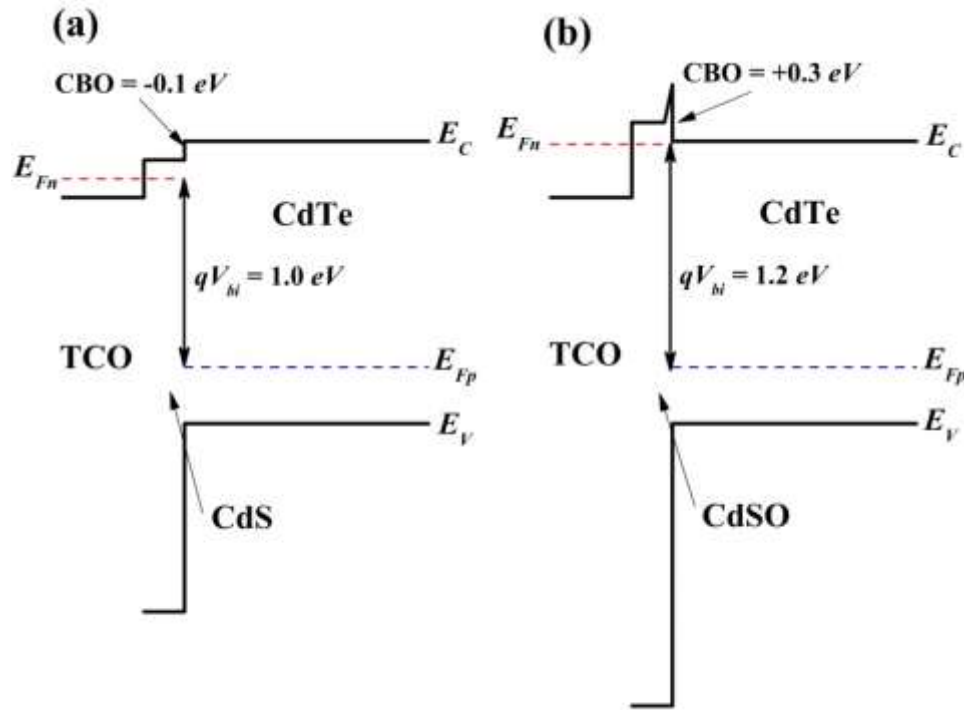 (a)
CBO = -0.1 eV
E_Fn
E_C
CdTe
qV_bi = 1.0 eV
TCO
E_Fp
E_V
CdS
(b)
CBO = +0.3 eV
E_Fn
E_C
CdTe
qV_bi = 1.2 eV
TCO
E_Fp
E_V
CdSO